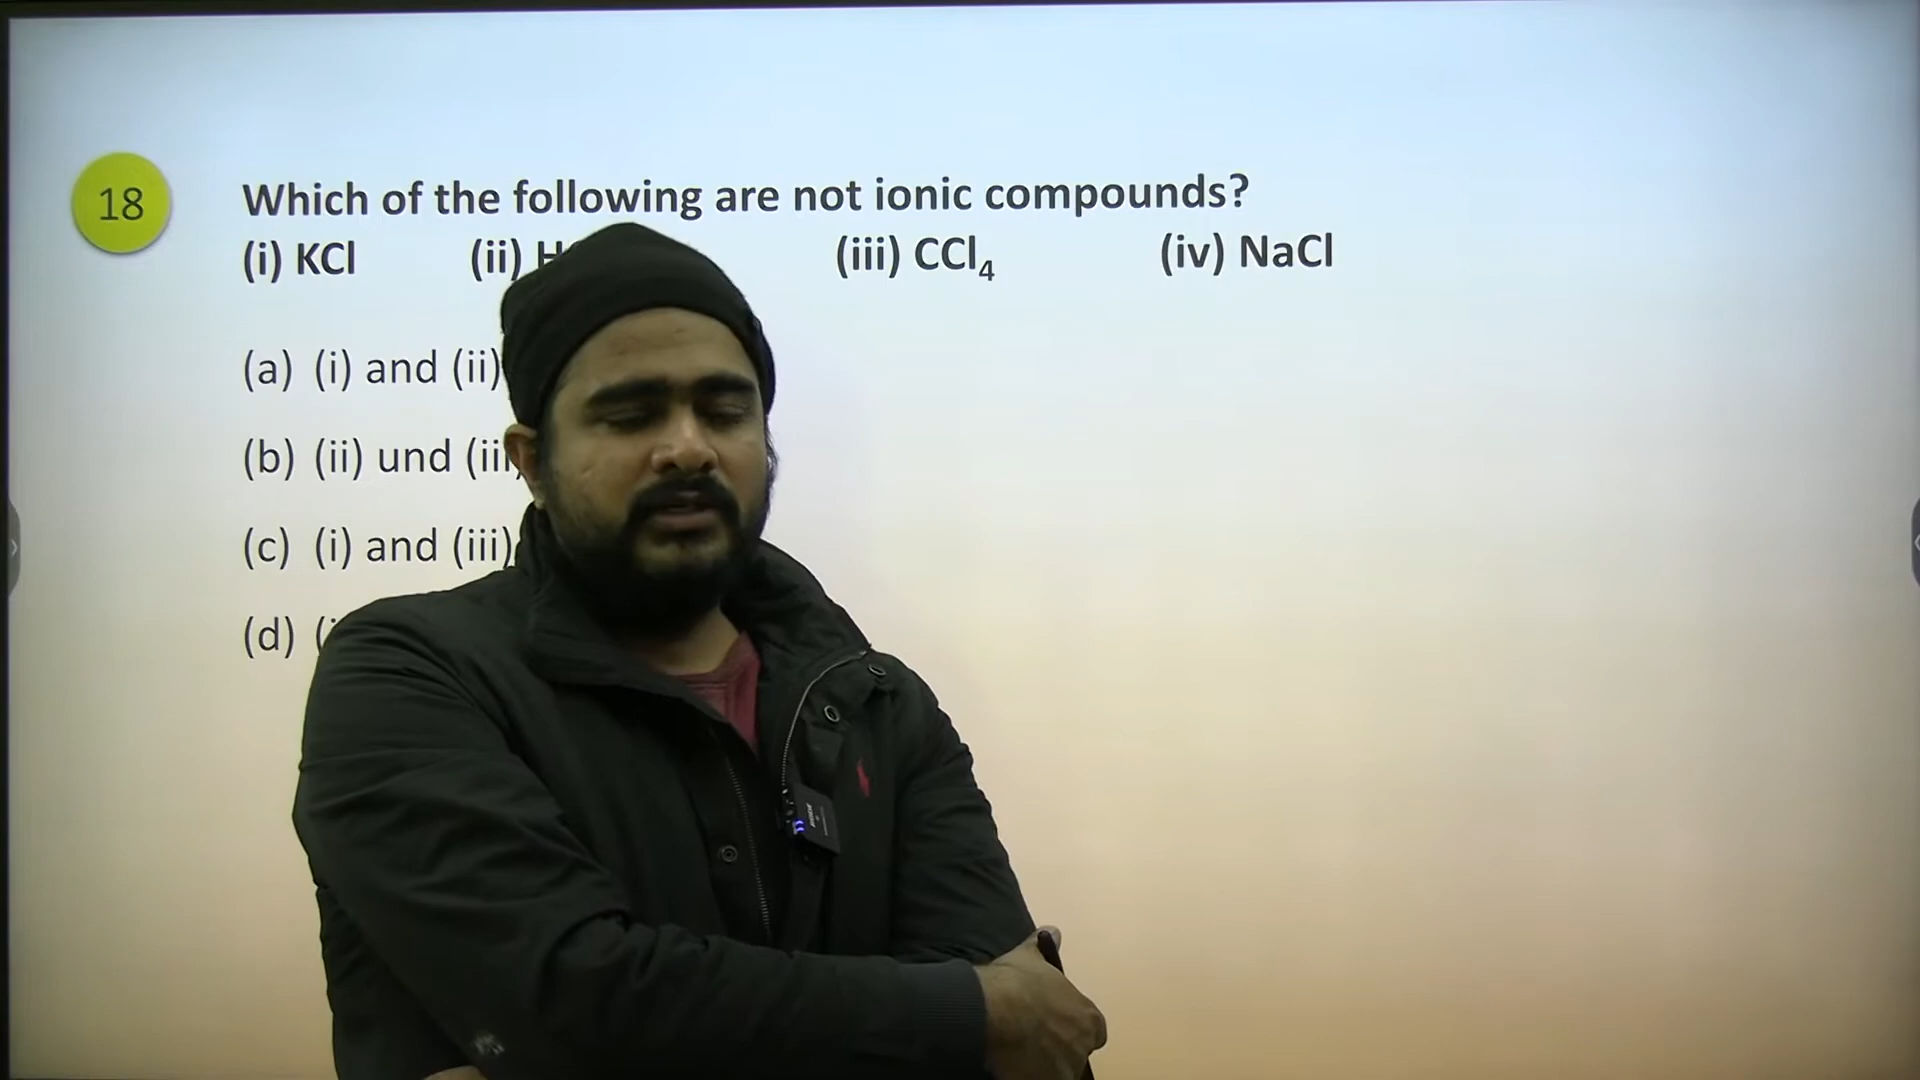 18
Which of the following are not ionic compounds?
(i) KCl (ii) (iii) CCl₄ (iv) NaCl
(a) (i) and (ii)
(b) (ii) und (iii)
(c) (i) and (iii)
(d)